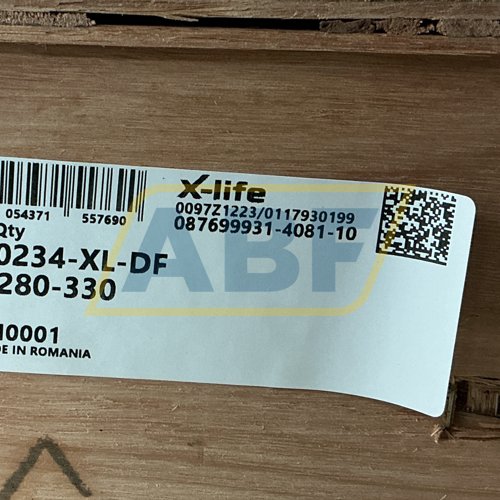 X-life
0097Z1223/0117930199
087699931-4081-10
054371 557690
Qty
0234-XL-DF
280-330
10001
DE IN ROMANIA
ABF